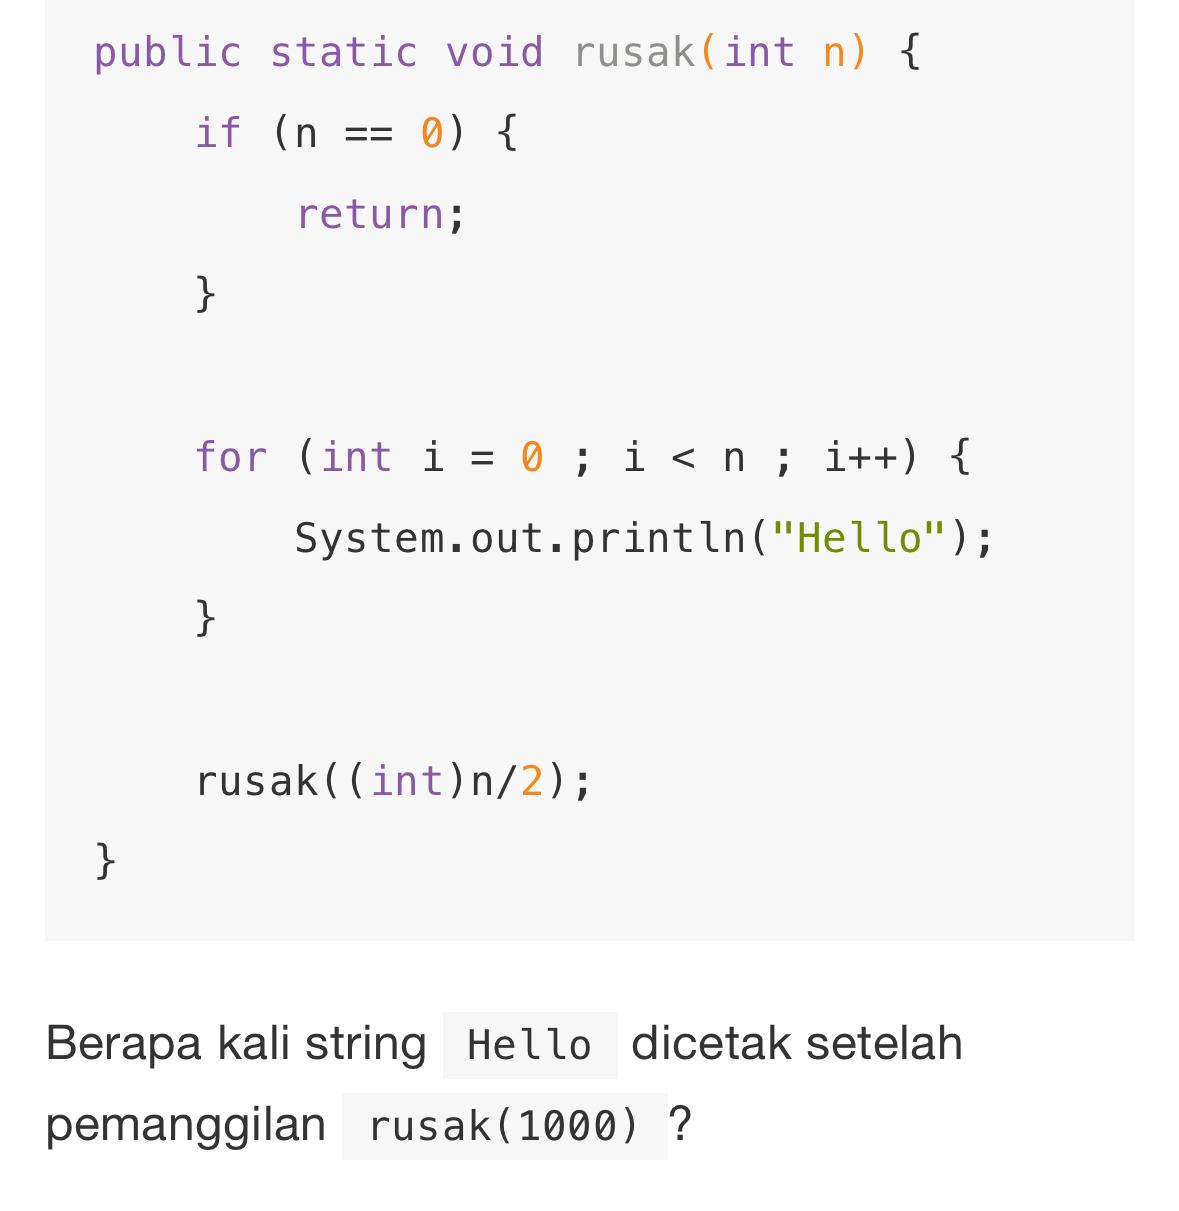 public static void rusak(int n) {
if (n == 0) {
return;
}
for (int i = 0 ; i < n ; i++) {
System.out.println("Hello");
}
rusak((int)n/2);
}
Berapa kali string Hello dicetak setelah
pemanggilan rusak(1000) ?